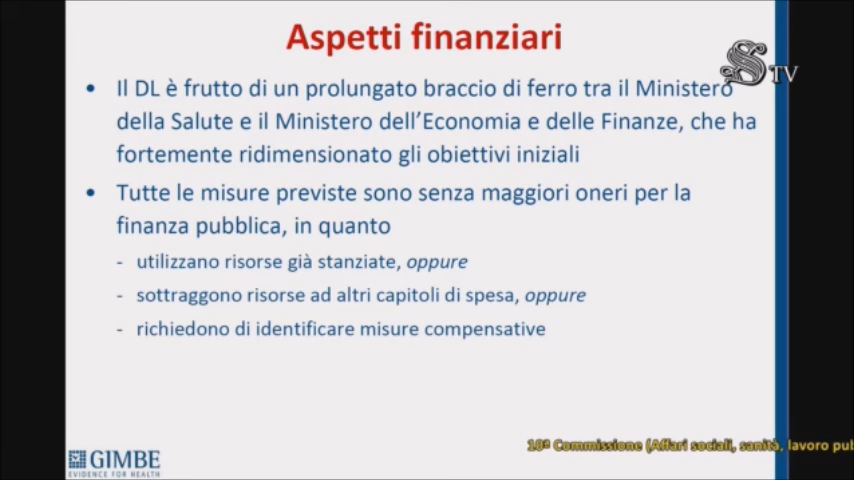 Aspetti finanziari
S TV
• Il DL è frutto di un prolungato braccio di ferro tra il Ministero
della Salute e il Ministero dell'Economia e delle Finanze, che ha
fortemente ridimensionato gli obiettivi iniziali
• Tutte le misure previste sono senza maggiori oneri per la
finanza pubblica, in quanto
- utilizzano risorse già stanziate, oppure
- sottraggono risorse ad altri capitoli di spesa, oppure
- richiedono di identificare misure compensative
10ª Commissione (Affari sociali, sanità, lavoro pub
GIMBE
EVIDENCE FOR HEALTH